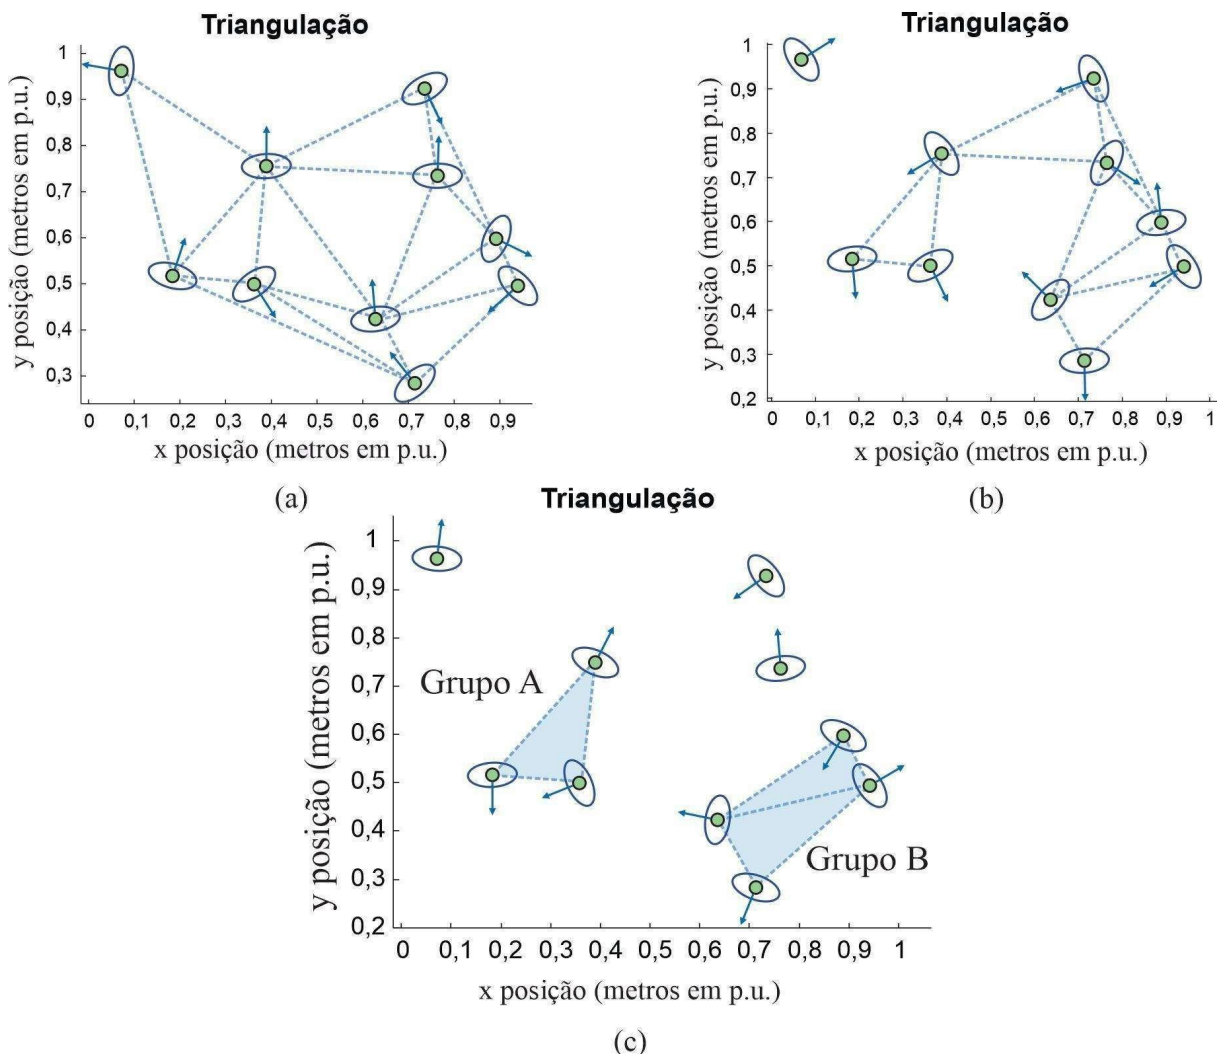 Triangulação
y posição (metros em p.u.)
1
0,9
0,8
0,7
0,6
0,5
0,4
0,3
0 0,1 0,2 0,3 0,4 0,5 0,6 0,7 0,8 0,9
x posição (metros em p.u.)
(a)
Triangulação
y posição (metros em p.u.)
1
0,9
0,8
0,7
0,6
0,5
0,4
0,3
0,2
0 0,1 0,2 0,3 0,4 0,5 0,6 0,7 0,8 0,9 1
x posição (metros em p.u.)
(b)
Triangulação
y posição (metros em p.u.)
1
0,9
0,8
0,7
0,6
0,5
0,4
0,3
0,2
Grupo A
Grupo B
0 0,1 0,2 0,3 0,4 0,5 0,6 0,7 0,8 0,9 1
x posição (metros em p.u.)
(c)